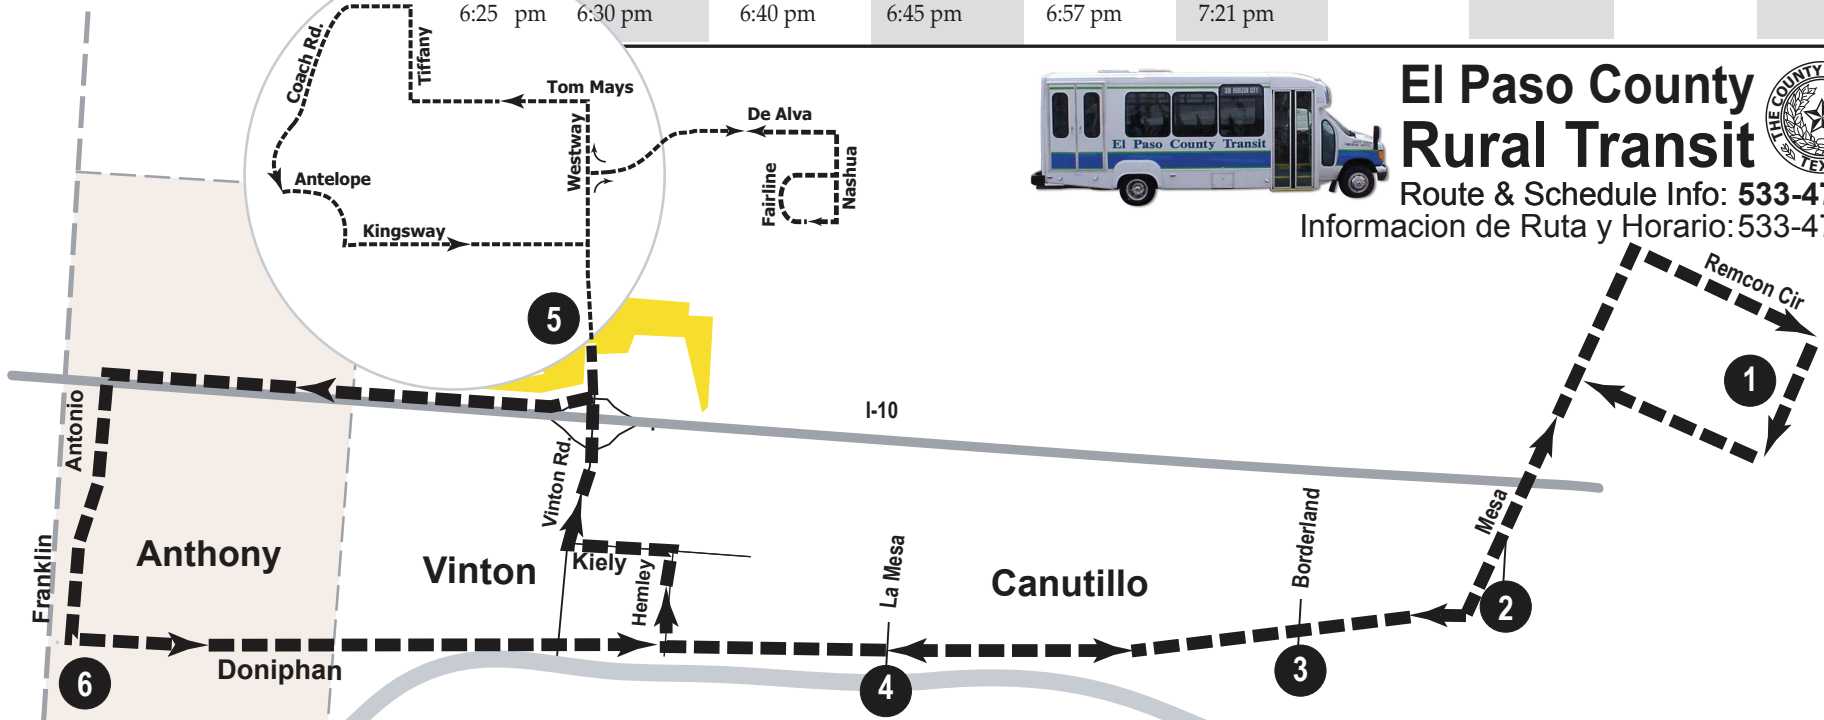 6:25 pm 6:30 pm 6:40 pm 6:45 pm 6:57 pm 7:21 pm
Coach Rd.
Tiffany
Tom Mays
Westway
De Alva
Nashua
Fairline
Antelope
Kingsway
El Paso County Transit
El Paso County
Rural Transit
THE COUNTY
TEX
Route & Schedule Info: 533-47
Informacion de Ruta y Horario: 533-47
Remcon Cir
5
1
I-10
Antonio
Vinton Rd.
Mesa
Borderland
Franklin
Anthony
Vinton
Kiely
Hemley
La Mesa
Canutillo
2
Doniphan
6
4
3